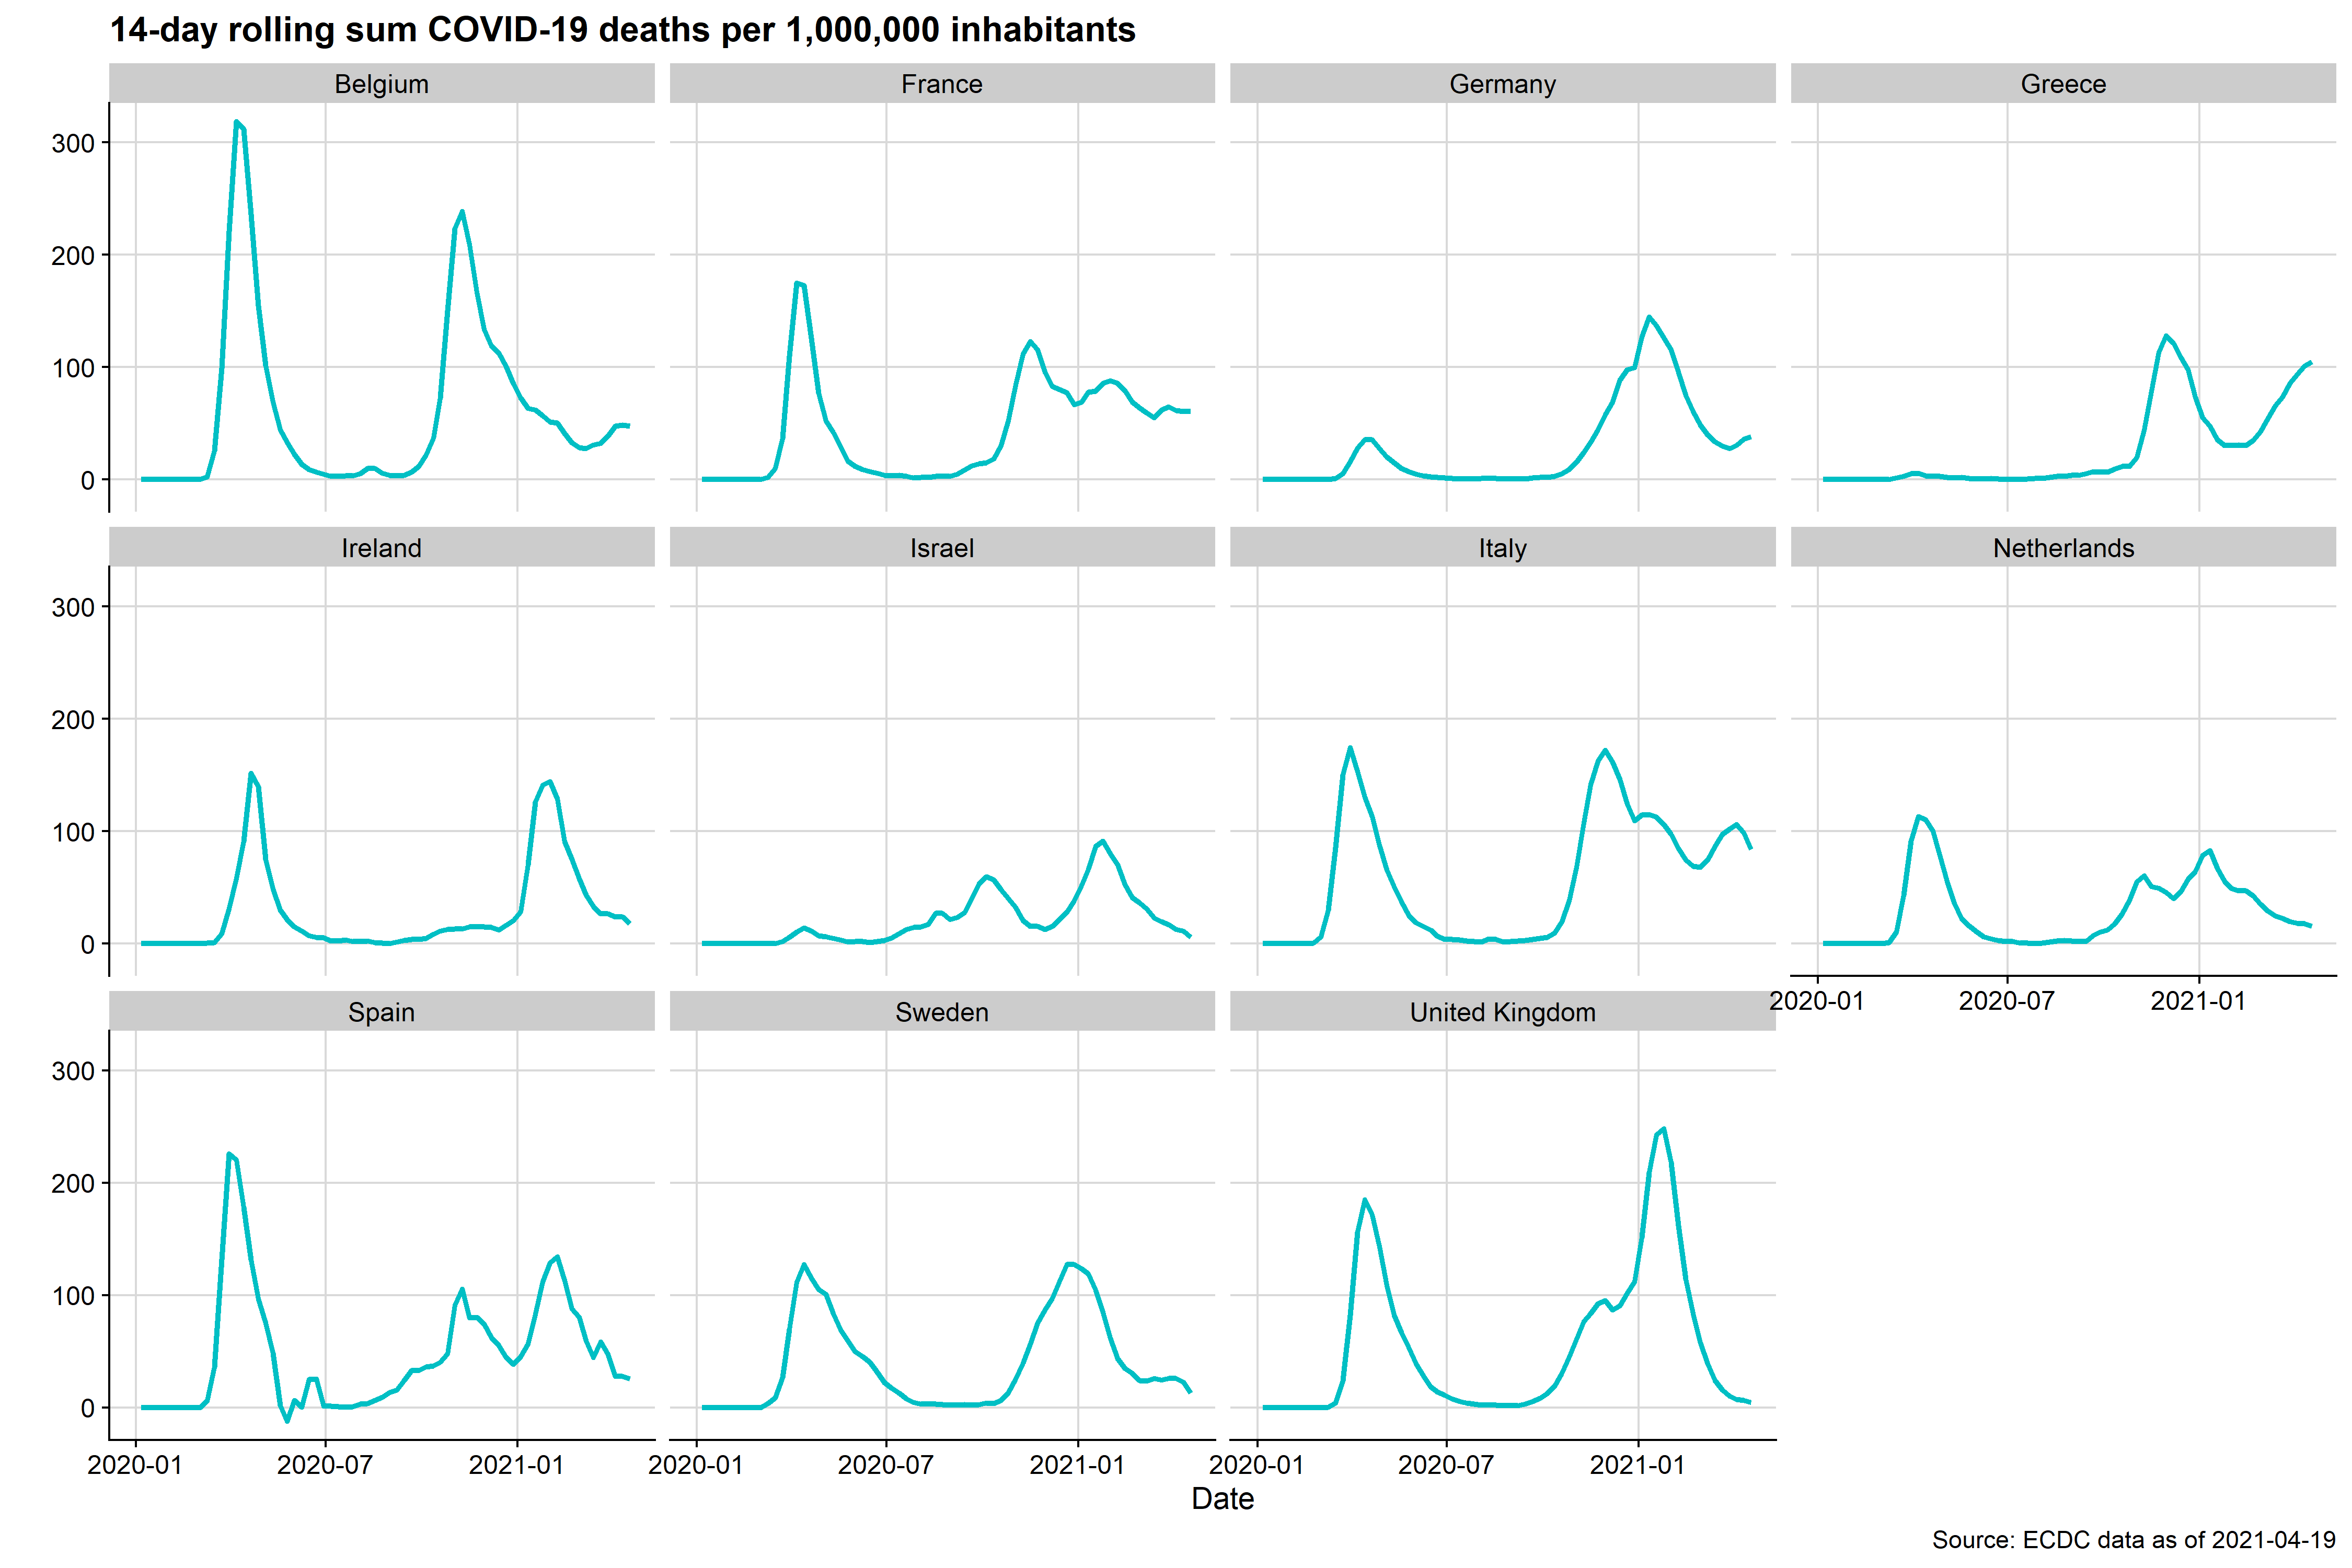 14-day rolling sum COVID-19 deaths per 1,000,000 inhabitants
Belgium France Germany Greece
300
200
100
0
Ireland Israel Italy Netherlands
300
200
100
0
2020-01 2020-07 2021-01
Spain Sweden United Kingdom
300
200
100
0
2020-01 2020-07 2021-01 2020-01 2020-07 2021-01 2020-01 2020-07 2021-01
Date
Source: ECDC data as of 2021-04-19